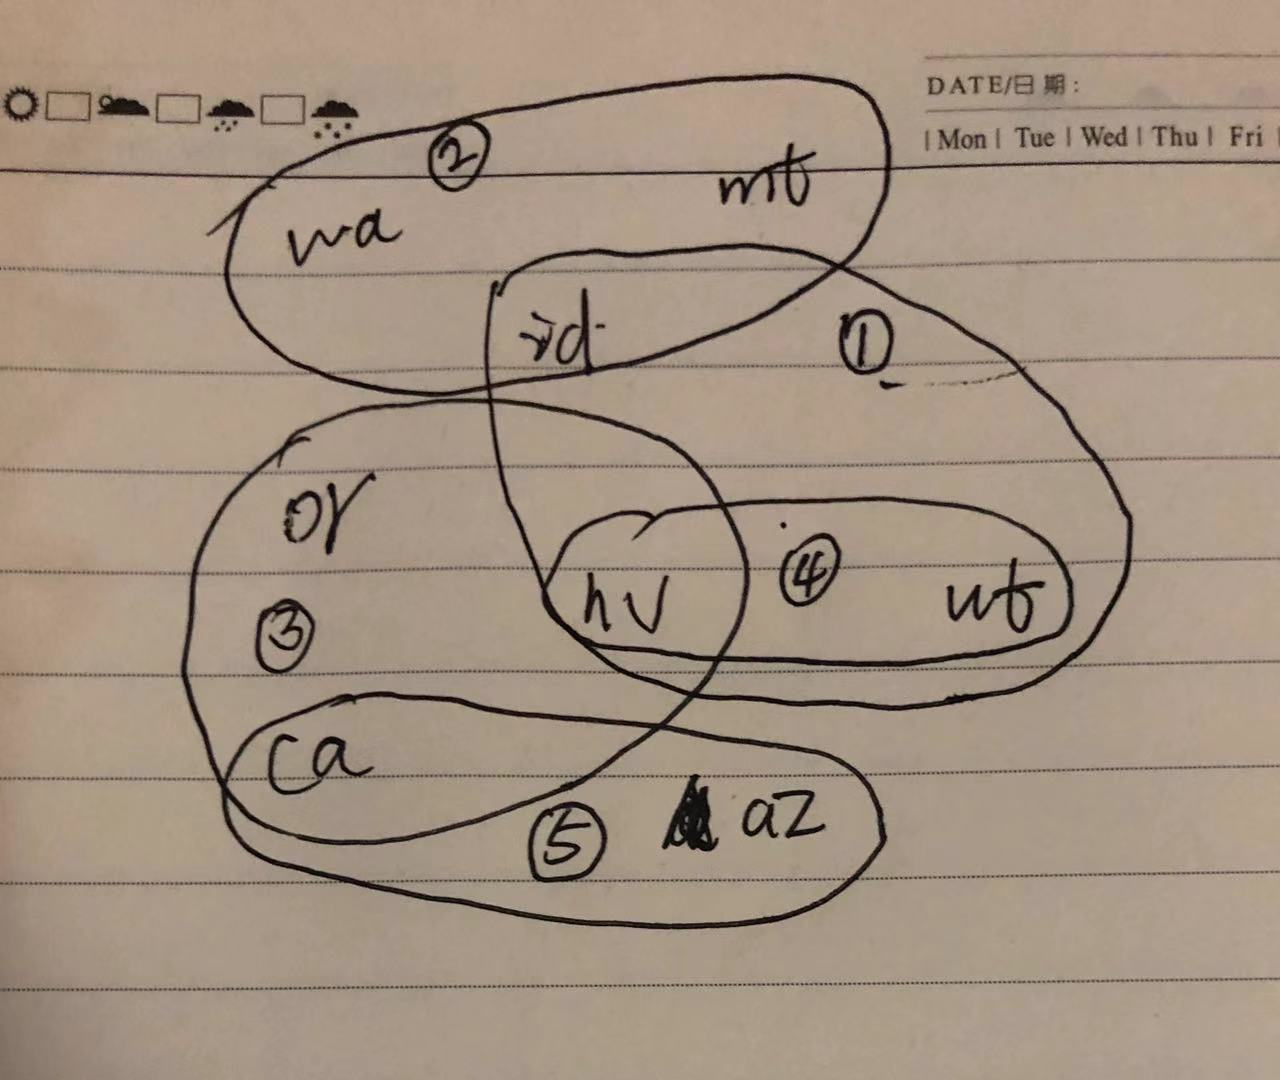 DATE/日期:
| Mon | Tue | Wed | Thu | Fri |
②
wa
mt
id
①
or
hv
④
ut
③
ca
⑤
az